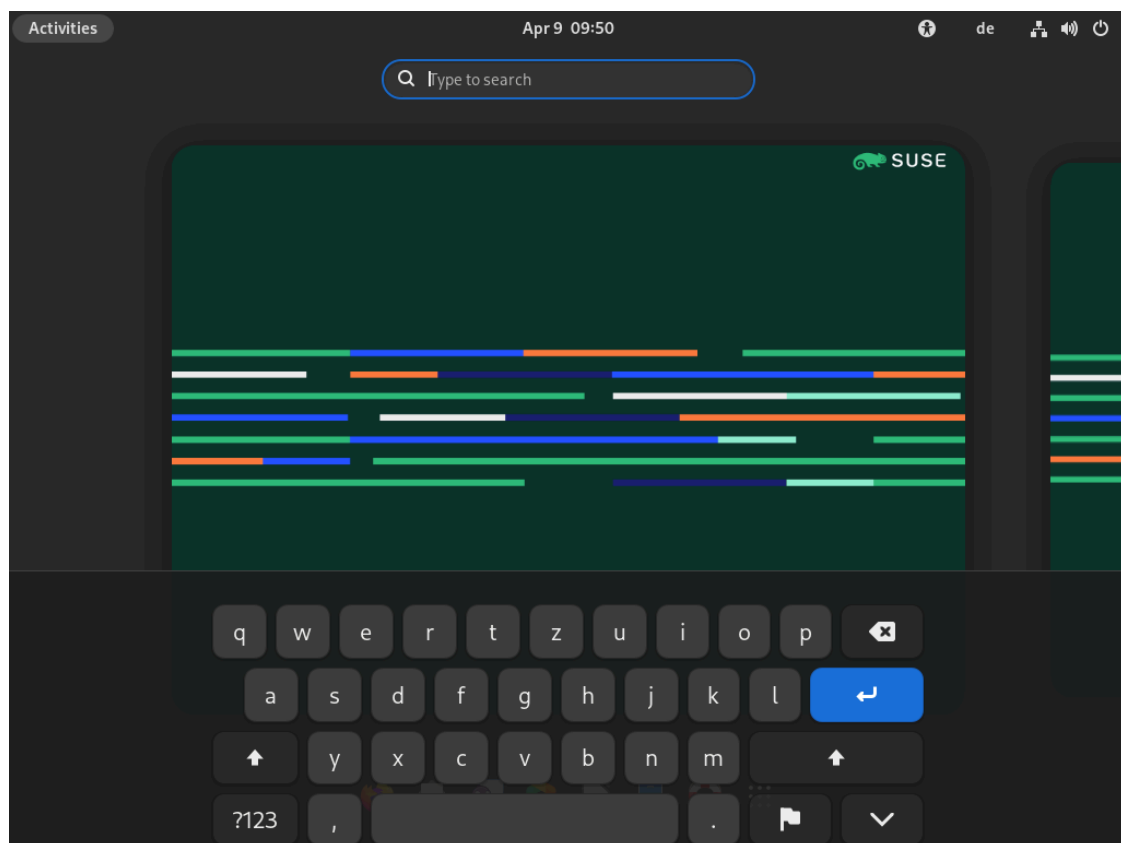 Activities Apr 9 09:50 de
Type to search
SUSE
q w e r t z u i o p
a s d f g h j k l
y x c v b n m
?123 , .